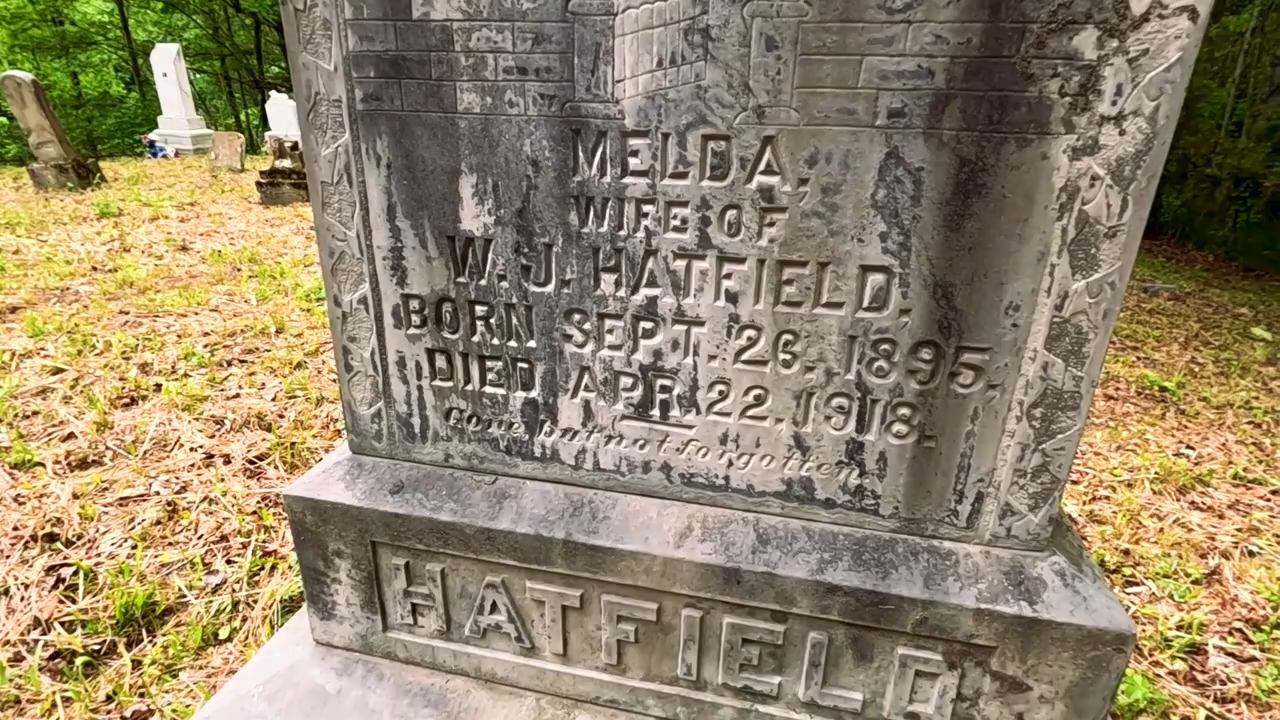 MELDA,
WIFE OF
W. J. HATFIELD,
BORN SEPT. 26, 1895,
DIED APR. 22, 1918.
Gone, but not forgotten.
HATFIELD